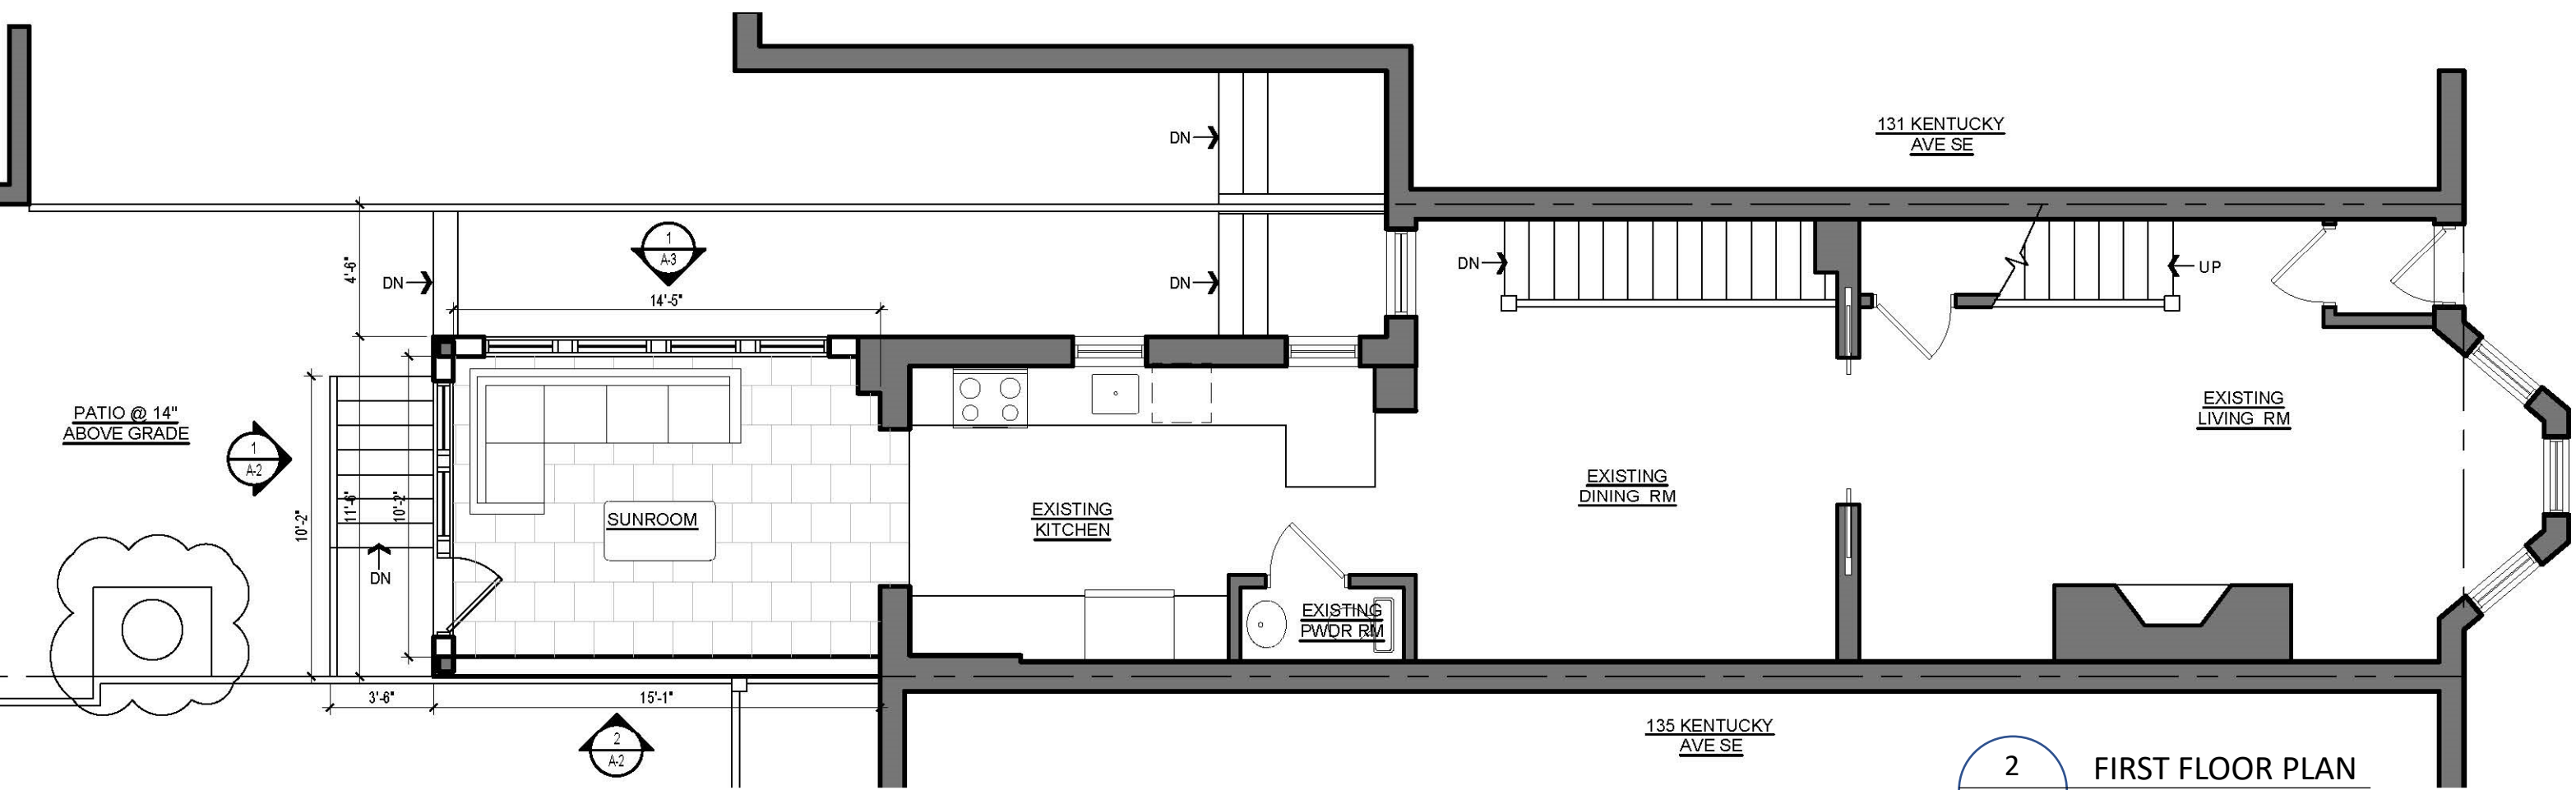 DN
131 KENTUCKY
AVE SE
1
A-3
4'-6"
DN
DN
DN
UP
14'-5"
PATIO @ 14"
ABOVE GRADE
1
A-2
EXISTING
LIVING RM
10'-2"
11'-6"
10'-2"
SUNROOM
EXISTING
KITCHEN
EXISTING
DINING RM
DN
EXISTING
PWDR RM
3'-6"
15'-1"
2
A-2
135 KENTUCKY
AVE SE
2
FIRST FLOOR PLAN